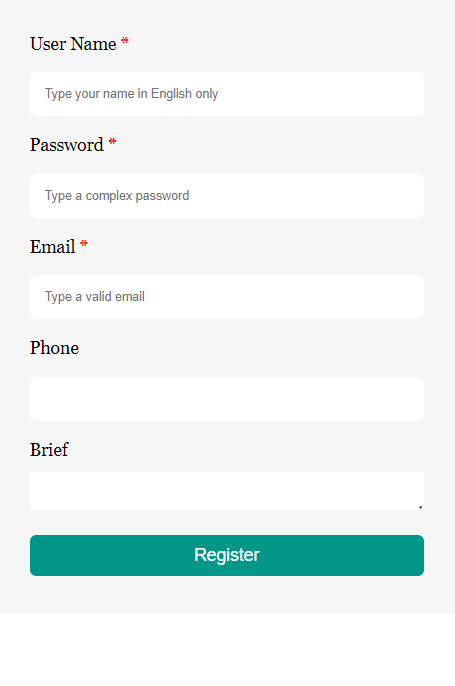 User Name *
Type your name in English only
Password *
Type a complex password
Email *
Type a valid email
Phone
Brief
Register